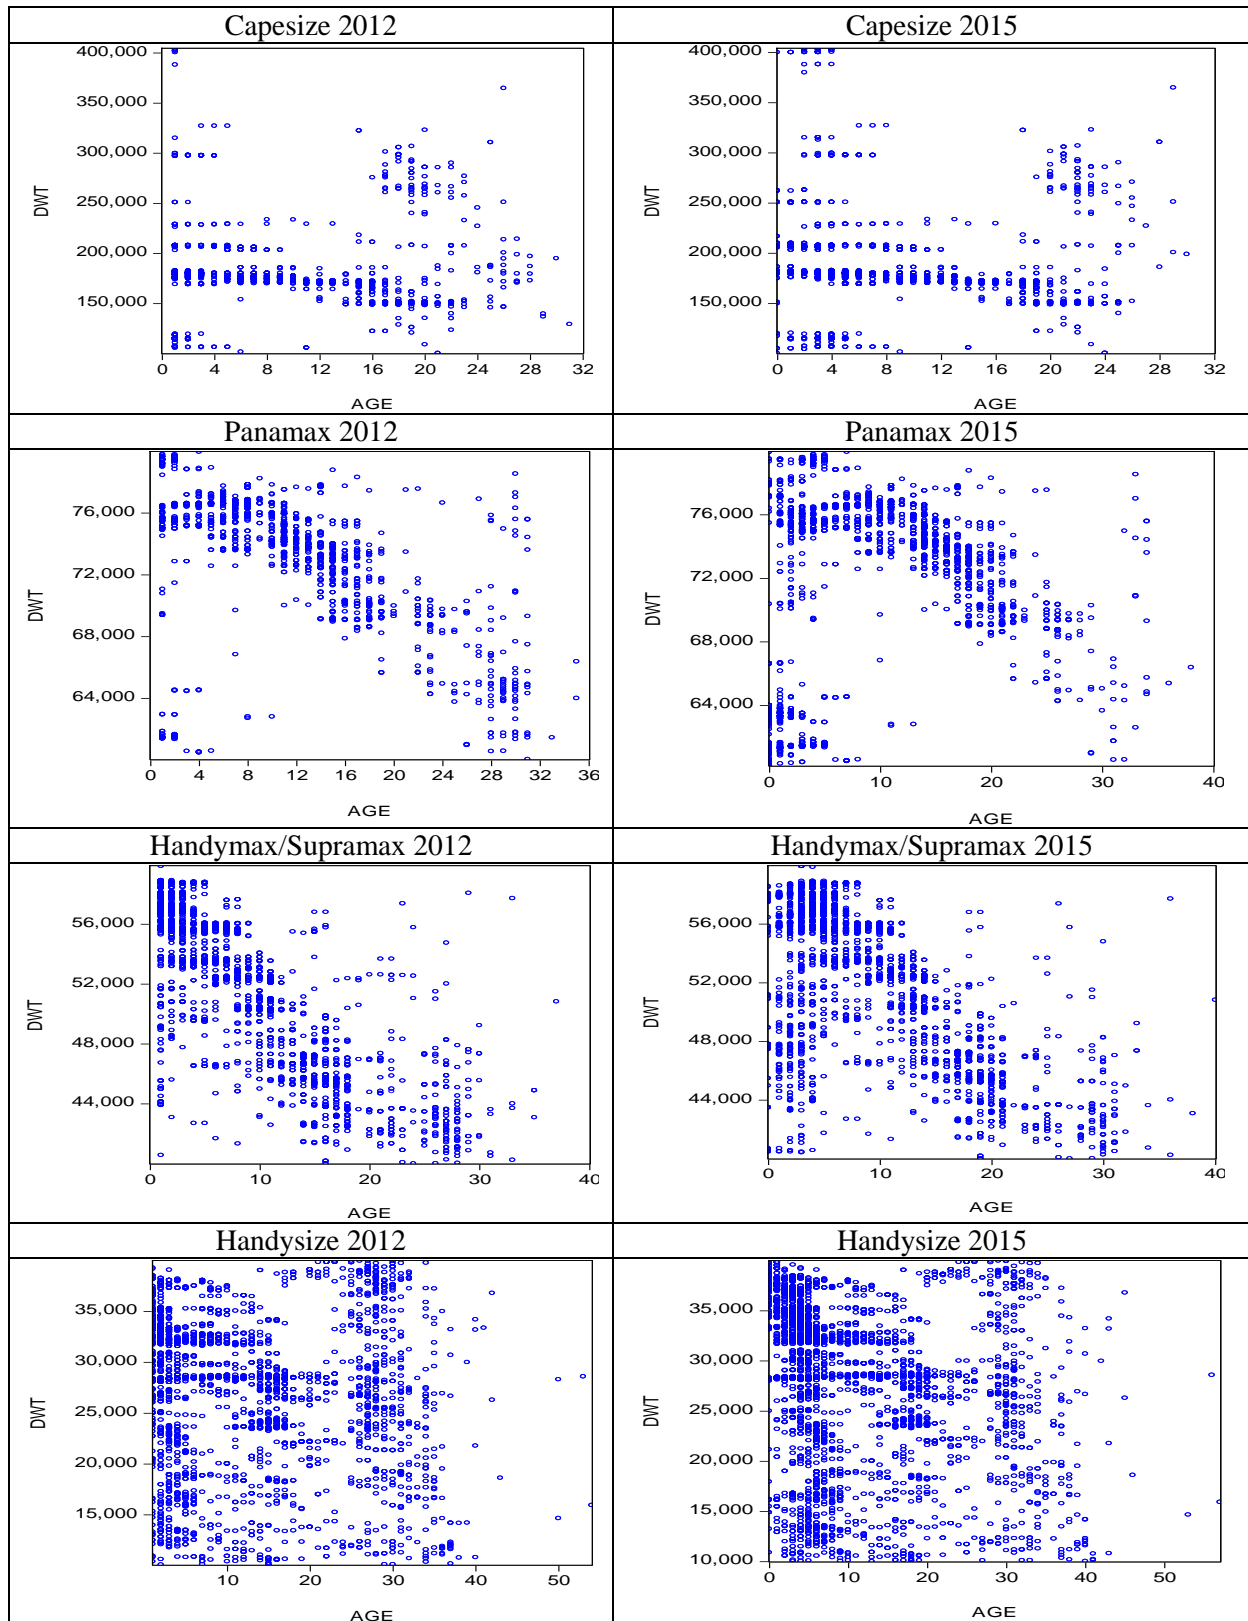 Capesize 2012
Capesize 2015
400,000
350,000
300,000
250,000
200,000
150,000
DWT
0 4 8 12 16 20 24 28 32
AGE
400,000
350,000
300,000
250,000
200,000
150,000
DWT
0 4 8 12 16 20 24 28 32
AGE
Panamax 2012
Panamax 2015
76,000
72,000
68,000
64,000
DWT
0 4 8 12 16 20 24 28 32 36
AGE
76,000
72,000
68,000
64,000
DWT
0 10 20 30 40
AGE
Handymax/Supramax 2012
Handymax/Supramax 2015
56,000
52,000
48,000
44,000
DWT
0 10 20 30 40
AGE
56,000
52,000
48,000
44,000
DWT
0 10 20 30 40
AGE
Handysize 2012
Handysize 2015
35,000
30,000
25,000
20,000
15,000
DWT
10 20 30 40 50
AGE
35,000
30,000
25,000
20,000
15,000
10,000
DWT
0 10 20 30 40 50
AGE